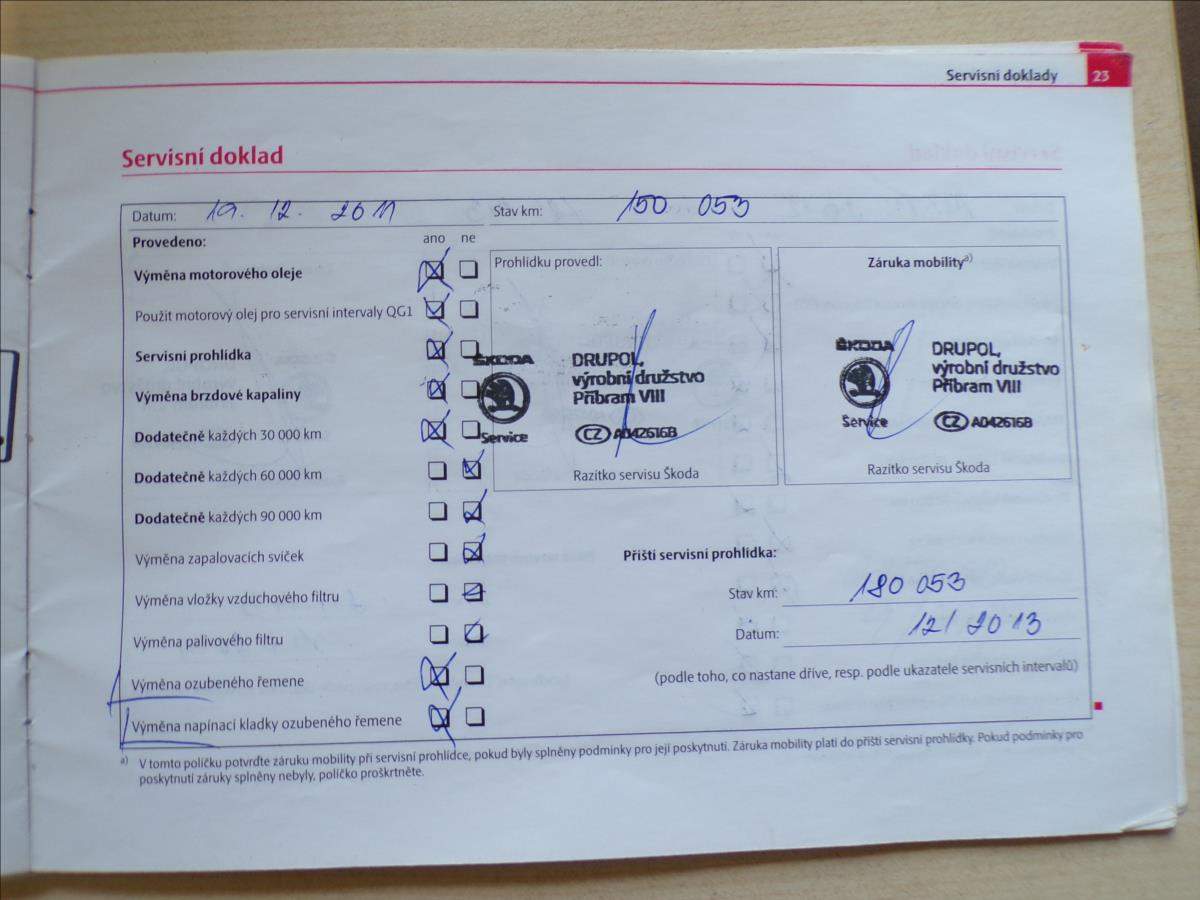 Servisní doklady 23
Servisní doklad
Datum: 19. 12. 2011 Stav km: 150 053
Provedeno: ano ne
Prohlídku provedl:
Záruka mobility a)
Výměna motorového oleje
Použit motorový olej pro servisní intervaly QG1
Servisní prohlídka
Výměna brzdové kapaliny
Dodatečně každých 30 000 km
Dodatečně každých 60 000 km
Dodatečně každých 90 000 km
Výměna zapalovacích svíček
Výměna vložky vzduchového filtru
Výměna palivového filtru
Výměna ozubeného řemene
Výměna napínací kladky ozubeného řemene
ŠKODA
Service
DRUPOL,
výrobní družstvo
Příbram VIII
CZ A042616B
Razítko servisu Škoda
ŠKODA
Service
DRUPOL,
výrobní družstvo
Příbram VIII
CZ A042616B
Razítko servisu Škoda
Příští servisní prohlídka:
Stav km: 180 053
Datum: 12/ 2013
(podle toho, co nastane dříve, resp. podle ukazatele servisních intervalů)
a) V tomto políčku potvrďte záruku mobility při servisní prohlídce, pokud byly splněny podmínky pro její poskytnutí. Záruka mobility platí do příští servisní prohlídky. Pokud podmínky pro
poskytnutí záruky splněny nebyly, políčko proškrtněte.